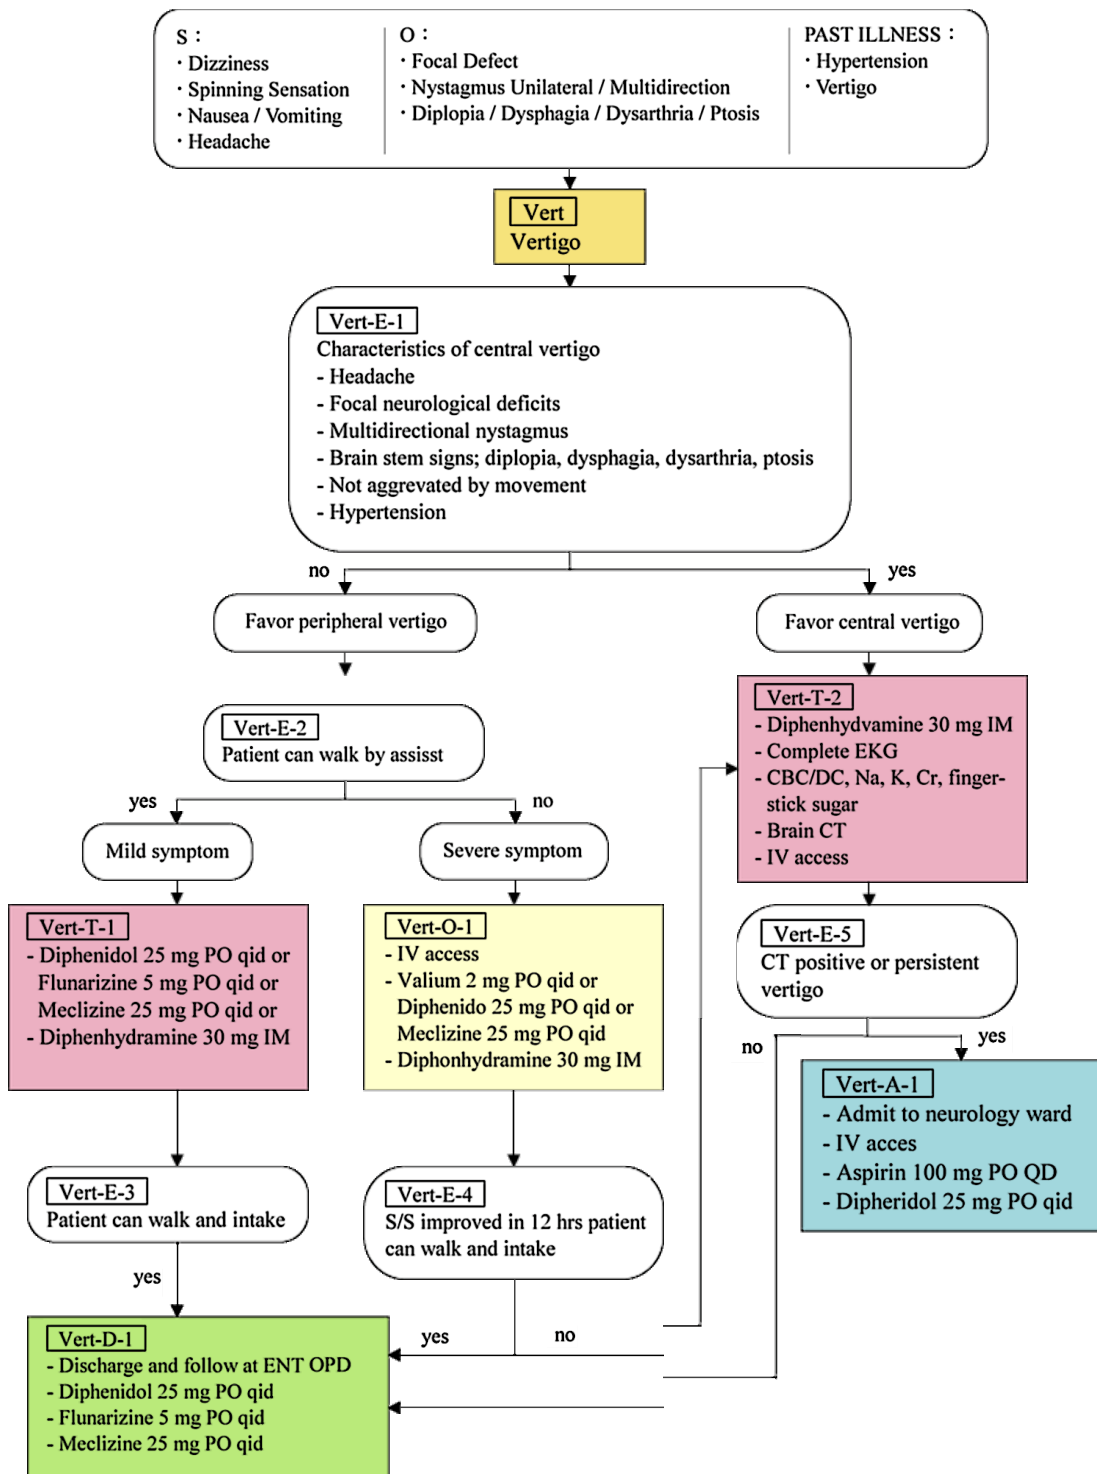 S：
· Dizziness
· Spinning Sensation
· Nausea / Vomiting
· Headache
O：
· Focal Defect
· Nystagmus Unilateral / Multidirection
· Diplopia / Dysphagia / Dysarthria / Ptosis
PAST ILLNESS：
· Hypertension
· Vertigo
Vert
Vertigo
Vert-E-1
Characteristics of central vertigo
- Headache
- Focal neurological deficits
- Multidirectional nystagmus
- Brain stem signs; diplopia, dysphagia, dysarthria, ptosis
- Not aggrevated by movement
- Hypertension
no
yes
Favor peripheral vertigo
Favor central vertigo
Vert-E-2
Patient can walk by assisst
yes
no
Mild symptom
Severe symptom
Vert-T-2
- Diphenhydvamine 30 mg IM
- Complete EKG
- CBC/DC, Na, K, Cr, finger-
stick sugar
- Brain CT
- IV access
Vert-T-1
- Diphenidol 25 mg PO qid or
Flunarizine 5 mg PO qid or
Meclizine 25 mg PO qid or
- Diphenhydramine 30 mg IM
Vert-O-1
- IV access
- Valium 2 mg PO qid or
Diphenido 25 mg PO qid or
Meclizine 25 mg PO qid
- Diphonhydramine 30 mg IM
Vert-E-5
CT positive or persistent
vertigo
no
yes
Vert-A-1
- Admit to neurology ward
- IV acces
- Aspirin 100 mg PO QD
- Dipheridol 25 mg PO qid
Vert-E-3
Patient can walk and intake
yes
Vert-E-4
S/S improved in 12 hrs patient
can walk and intake
yes
no
Vert-D-1
- Discharge and follow at ENT OPD
- Diphenidol 25 mg PO qid
- Flunarizine 5 mg PO qid
- Meclizine 25 mg PO qid